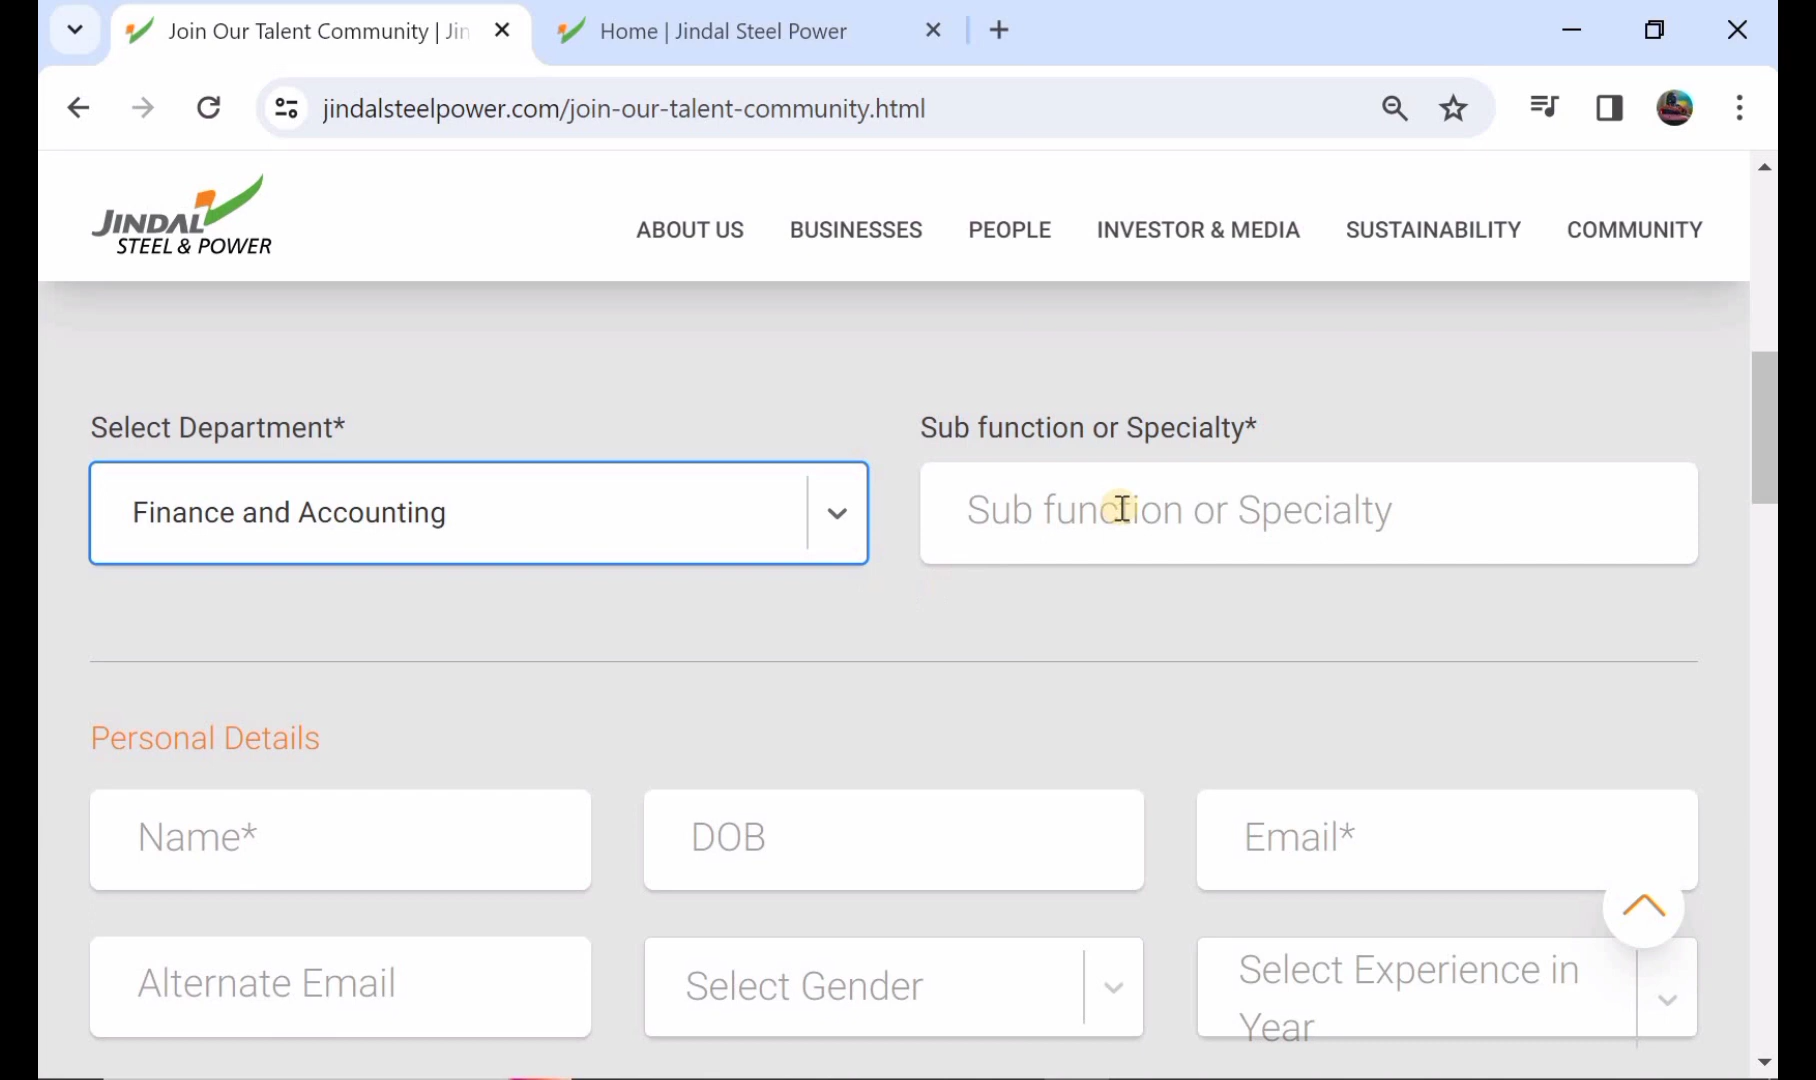 Join Our Talent Community | Jin
Home | Jindal Steel Power
jindalsteelpower.com/join-our-talent-community.html
JINDAL
STEEL & POWER
ABOUT US BUSINESSES PEOPLE INVESTOR & MEDIA SUSTAINABILITY COMMUNITY
Select Department* Sub function or Specialty*
Finance and Accounting Sub function or Specialty
Personal Details
Name* DOB Email*
Alternate Email Select Gender Select Experience in
Year